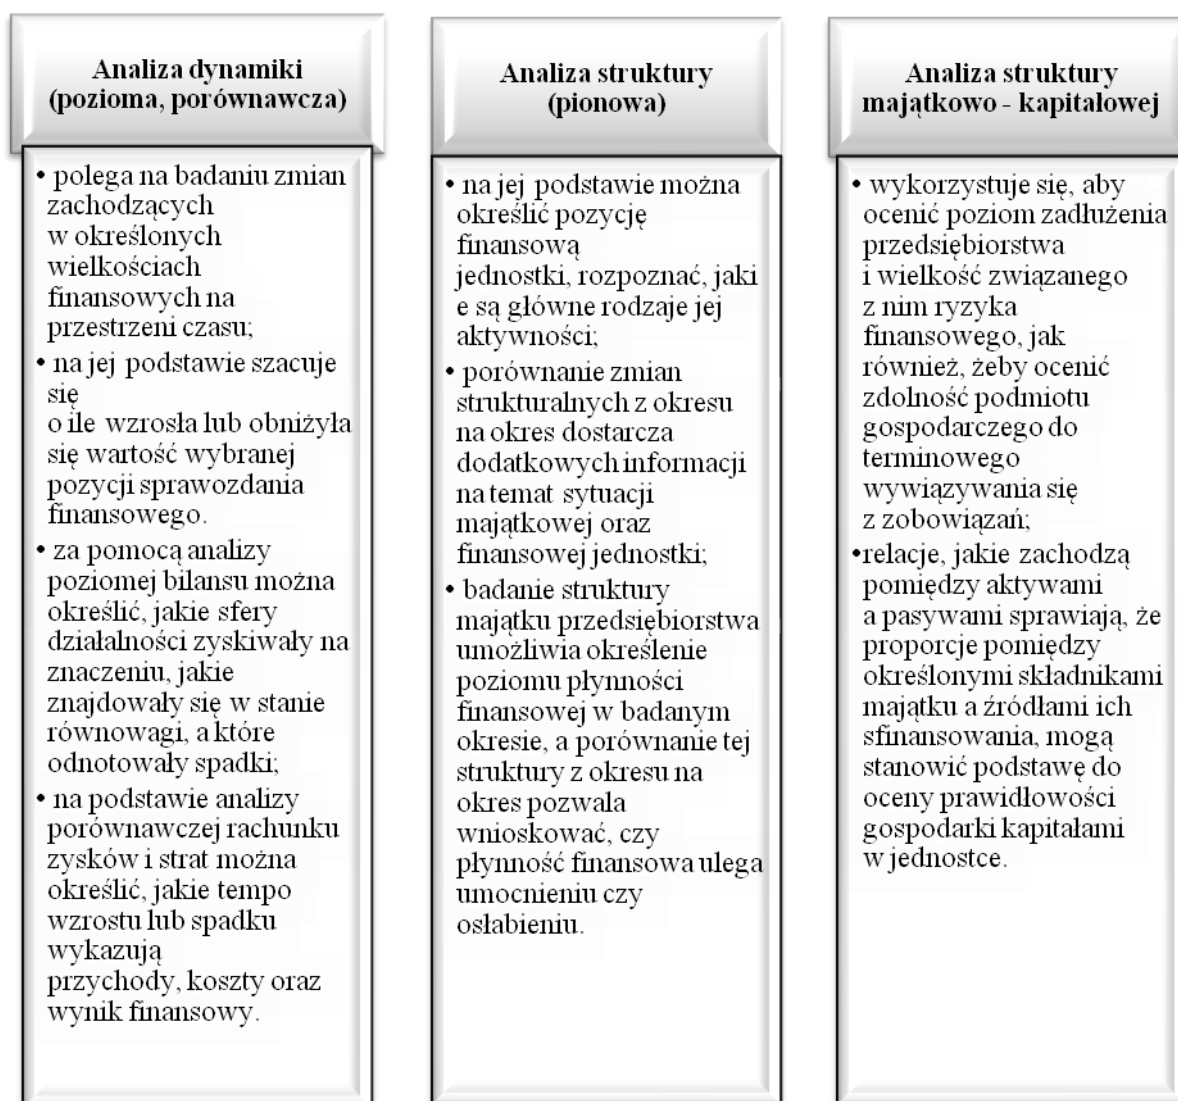 Analiza dynamiki
(pozioma, porównawcza)
• polega na badaniu zmian
zachodzących
w określonych
wielkościach
finansowych na
przestrzeni czasu;
• na jej podstawie szacuje
się
o ile wzrosła lub obniżyła
się wartość wybranej
pozycji sprawozdania
finansowego.
• za pomocą analizy
poziomej bilansu można
określić, jakie sfery
działalności zyskiwały na
znaczeniu, jakie
znajdowały się w stanie
równowagi, a które
odnotowały spadki;
• na podstawie analizy
porównawczej rachunku
zysków i strat można
określić, jakie tempo
wzrostu lub spadku
wykazują
przychody, koszty oraz
wynik finansowy.
Analiza struktury
(pionowa)
• na jej podstawie można
określić pozycję
finansową
jednostki, rozpoznać, jaki
e są główne rodzaje jej
aktywności;
• porównanie zmian
strukturalnych z okresu
na okres dostarcza
dodatkowych informacji
na temat sytuacji
majątkowej oraz
finansowej jednostki;
• badanie struktury
majątku przedsiębiorstwa
umożliwia określenie
poziomu płynności
finansowej w badanym
okresie, a porównanie tej
struktury z okresu na
okres pozwala
wnioskować, czy
płynność finansowa ulega
umocnieniu czy
osłabieniu.
Analiza struktury
majątkowo - kapitałowej
• wykorzystuje się, aby
ocenić poziom zadłużenia
przedsiębiorstwa
i wielkość związanego
z nim ryzyka
finansowego, jak
również, żeby ocenić
zdolność podmiotu
gospodarczego do
terminowego
wywiązywania się
z zobowiązań;
•relacje, jakie zachodzą
pomiędzy aktywami
a pasywami sprawiają, że
proporcje pomiędzy
określonymi składnikami
majątku a źródłami ich
sfinansowania, mogą
stanowić podstawę do
oceny prawidłowości
gospodarki kapitałami
w jednostce.